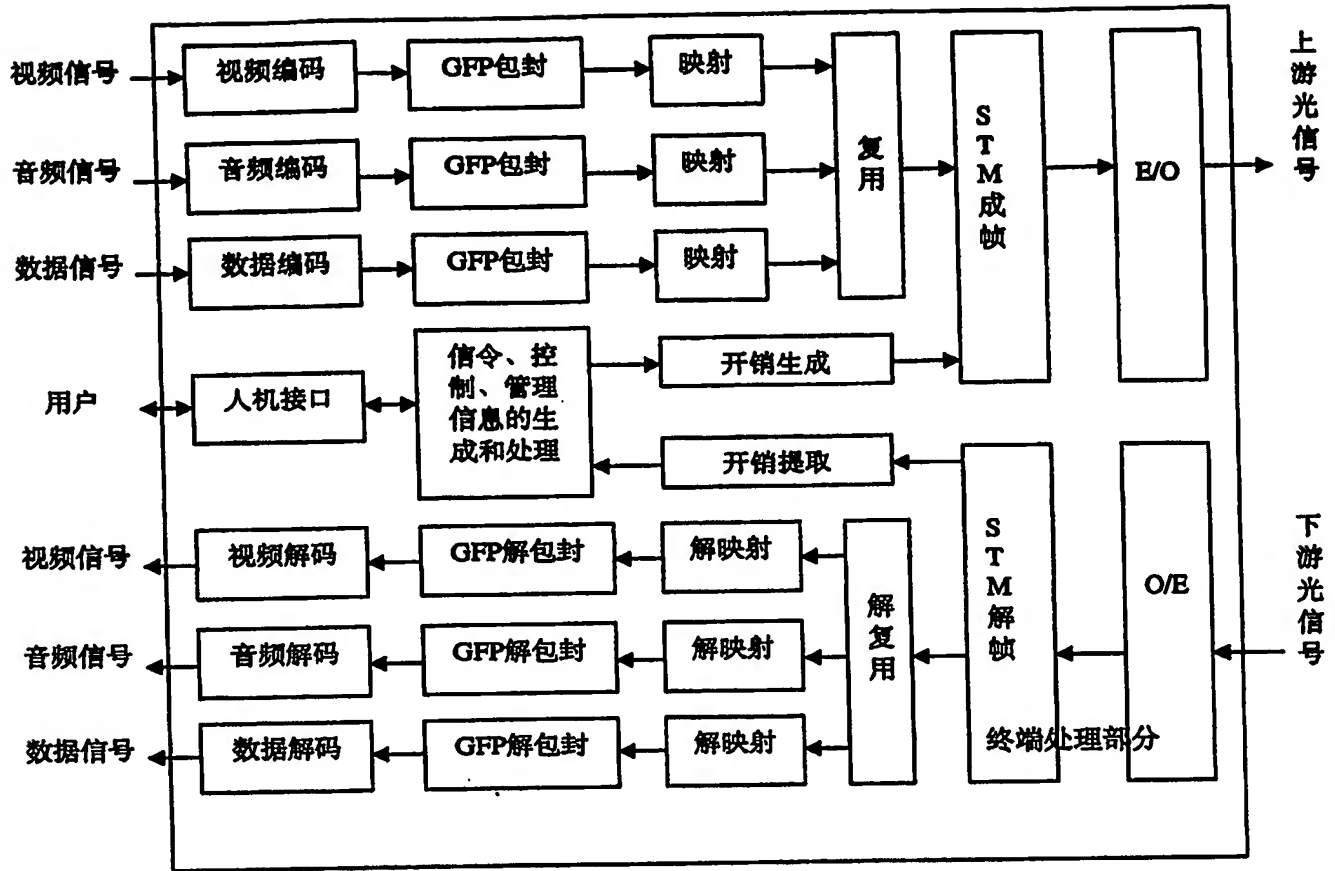 视频信号 视频编码 GFP包封 映射
音频信号 音频编码 GFP包封 映射
数据信号 数据编码 GFP包封 映射
复用
STM成帧
E/O
上游光信号
用户 人机接口
信令、控
制、管理
信息的生
成和处理
开销生成
开销提取
视频信号 视频解码 GFP解包封 解映射
音频信号 音频解码 GFP解包封 解映射
数据信号 数据解码 GFP解包封 解映射
解复用
STM解帧
O/E
下游光信号
终端处理部分